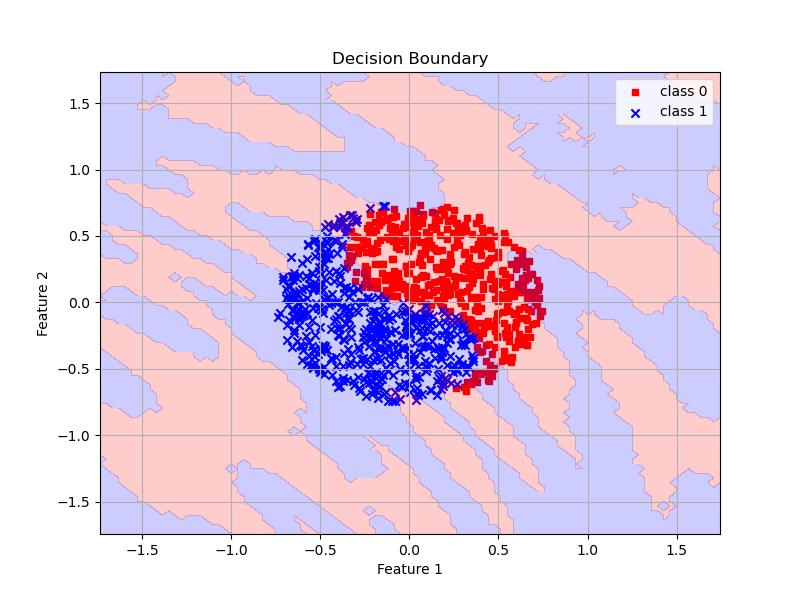 Decision Boundary
class 0
class 1
Feature 2
1.5
1.0
0.5
0.0
−0.5
−1.0
−1.5
−1.5 −1.0 −0.5 0.0 0.5 1.0 1.5
Feature 1